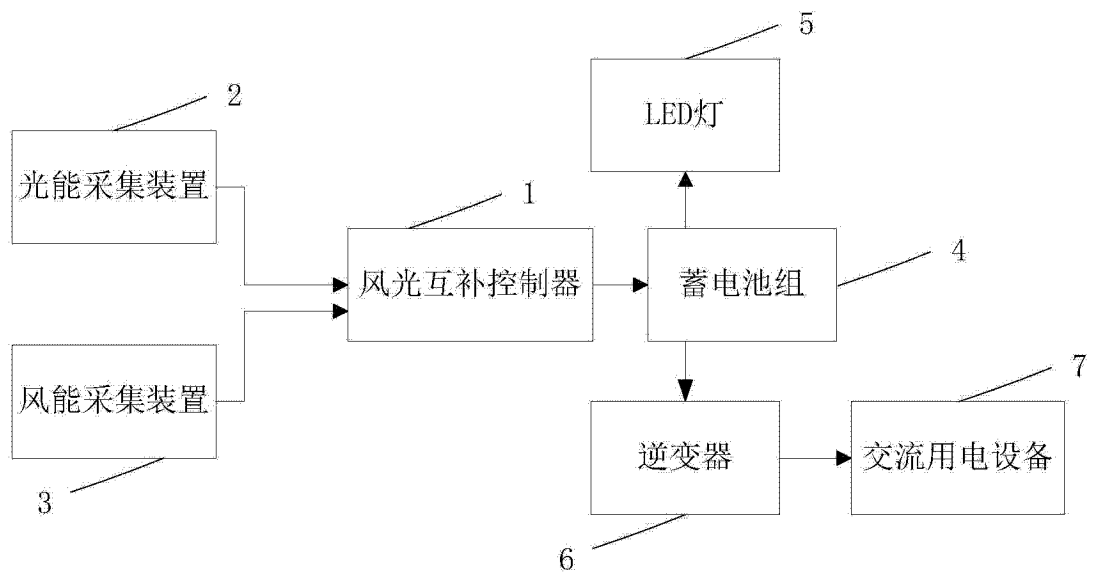 5
2
LED灯
光能采集装置
1
4
风光互补控制器
蓄电池组
7
风能采集装置
逆变器
交流用电设备
3
6